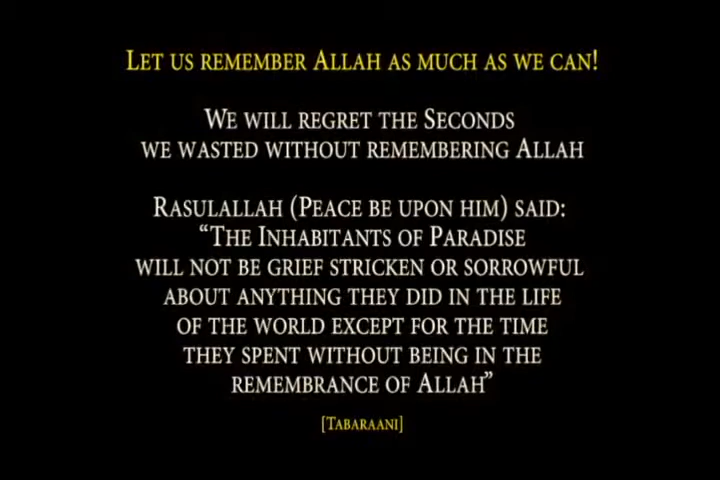 Let us remember Allah as much as we can!
We will regret the Seconds
we wasted without remembering Allah
Rasulallah (Peace be upon him) said:
“The Inhabitants of Paradise
will not be grief stricken or sorrowful
about anything they did in the life
of the world except for the time
they spent without being in the
remembrance of Allah”
[Tabaraani]